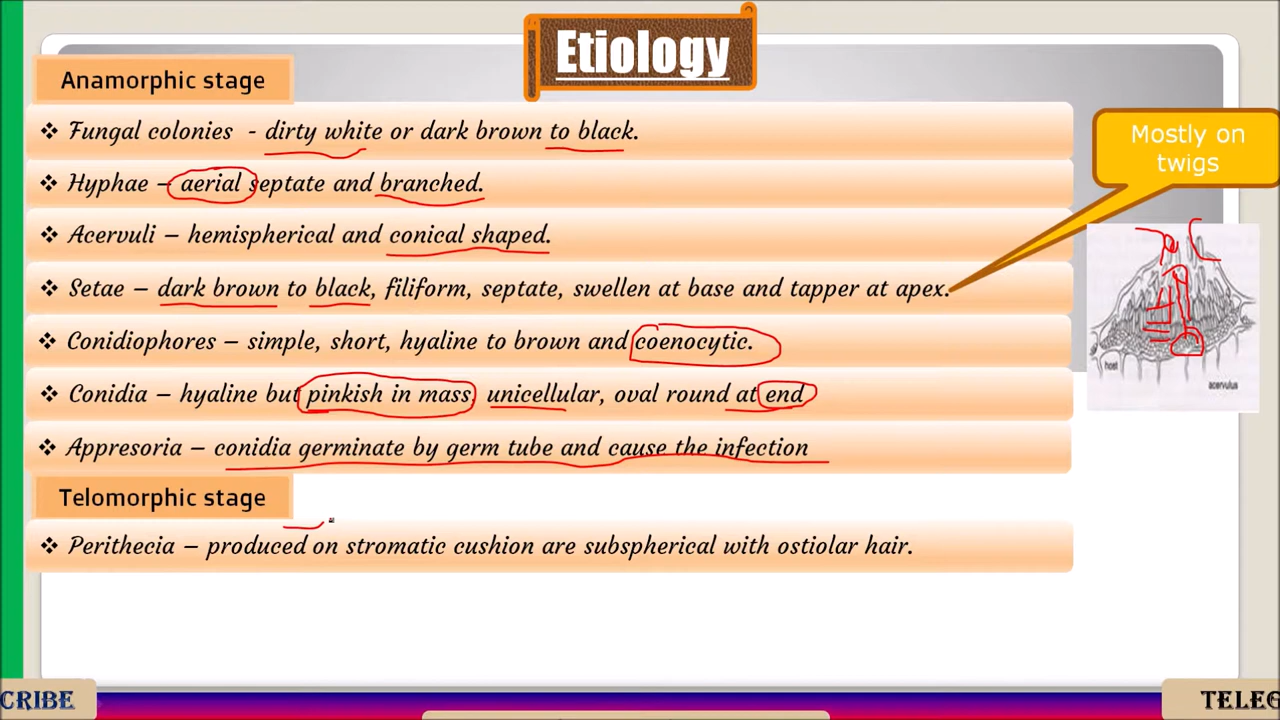 Etiology
Anamorphic stage
❖ Fungal colonies - dirty white or dark brown to black.
❖ Hyphae – aerial septate and branched.
❖ Acervuli – hemispherical and conical shaped.
❖ Setae – dark brown to black, filiform, septate, swellen at base and tapper at apex.
Mostly on
twigs
❖ Conidiophores – simple, short, hyaline to brown and coenocytic.
host
acervulus
❖ Conidia – hyaline but pinkish in mass, unicellular, oval round at end
❖ Appresoria – conidia germinate by germ tube and cause the infection
Telomorphic stage
❖ Perithecia – produced on stromatic cushion are subspherical with ostiolar hair.
CRIBE
TELEG